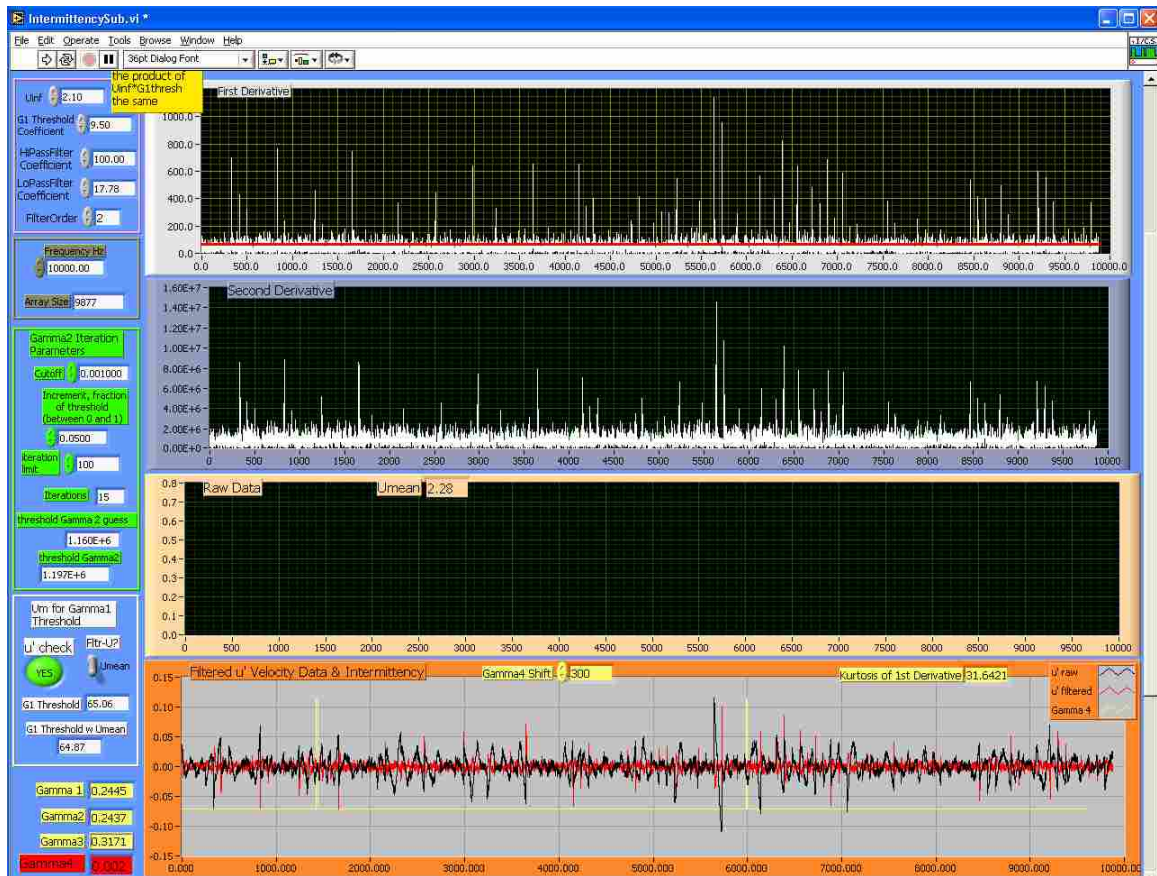 IntermittencySub.vi *
File Edit Operate Tools Browse Window Help
36pt Dialog Font
the product of
Uinf*G1thresh
the same
Uinf 2.10
G1 Threshold
Coefficient 9.50
HiPassFilter
Coefficient 100.00
LoPassFilter
Coefficient 17.78
FilterOrder 2
Frequency Hz
10000.00
Array Size 9877
Gamma2 Iteration
Parameters
Cutoff 0.001000
Increment, fraction
of threshold
(between 0 and 1)
0.0500
iteration
limit 100
Iterations 15
threshold Gamma 2 guess
1.160E+6
threshold Gamma2
1.197E+6
Um for Gamma1
Threshold
u' check Fltr-U?
YES Umean
G1 Threshold 65.06
G1 Threshold w Umean
64.87
Gamma 1 0.2445
Gamma2 0.2437
Gamma3 0.3171
Gamma4 0.002
First Derivative
1000.0
800.0
600.0
400.0
200.0
0.0
0.0 500.0 1000.0 1500.0 2000.0 2500.0 3000.0 3500.0 4000.0 4500.0 5000.0 5500.0 6000.0 6500.0 7000.0 7500.0 8000.0 8500.0 9000.0 9500.0 10000.0
Second Derivative
1.60E+7
1.40E+7
1.20E+7
1.00E+7
8.00E+6
6.00E+6
4.00E+6
2.00E+6
0.00E+0
0 500 1000 1500 2000 2500 3000 3500 4000 4500 5000 5500 6000 6500 7000 7500 8000 8500 9000 9500 10000
Raw Data Umean 2.28
0.8
0.7
0.6
0.5
0.4
0.3
0.2
0.1
0.0
0 500 1000 1500 2000 2500 3000 3500 4000 4500 5000 5500 6000 6500 7000 7500 8000 8500 9000 9500 10000
Filtered u' Velocity Data & Intermittency Gamma4 Shift 300 Kurtosis of 1st Derivative 31.6421
u' raw
u' filtered
Gamma 4
0.15
0.10
0.05
0.00
-0.05
-0.10
-0.15
0.000 1000.000 2000.000 3000.000 4000.000 5000.000 6000.000 7000.000 8000.000 9000.000 10000.00